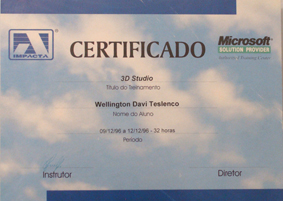 IMPACTA
CERTIFICADO
Microsoft
SOLUTION PROVIDER
3D Studio
Título do Treinamento
Wellington Davi Teslenco
Nome do Aluno
09/12/96 a 12/12/96 - 32 horas
Período
Instrutor
Diretor